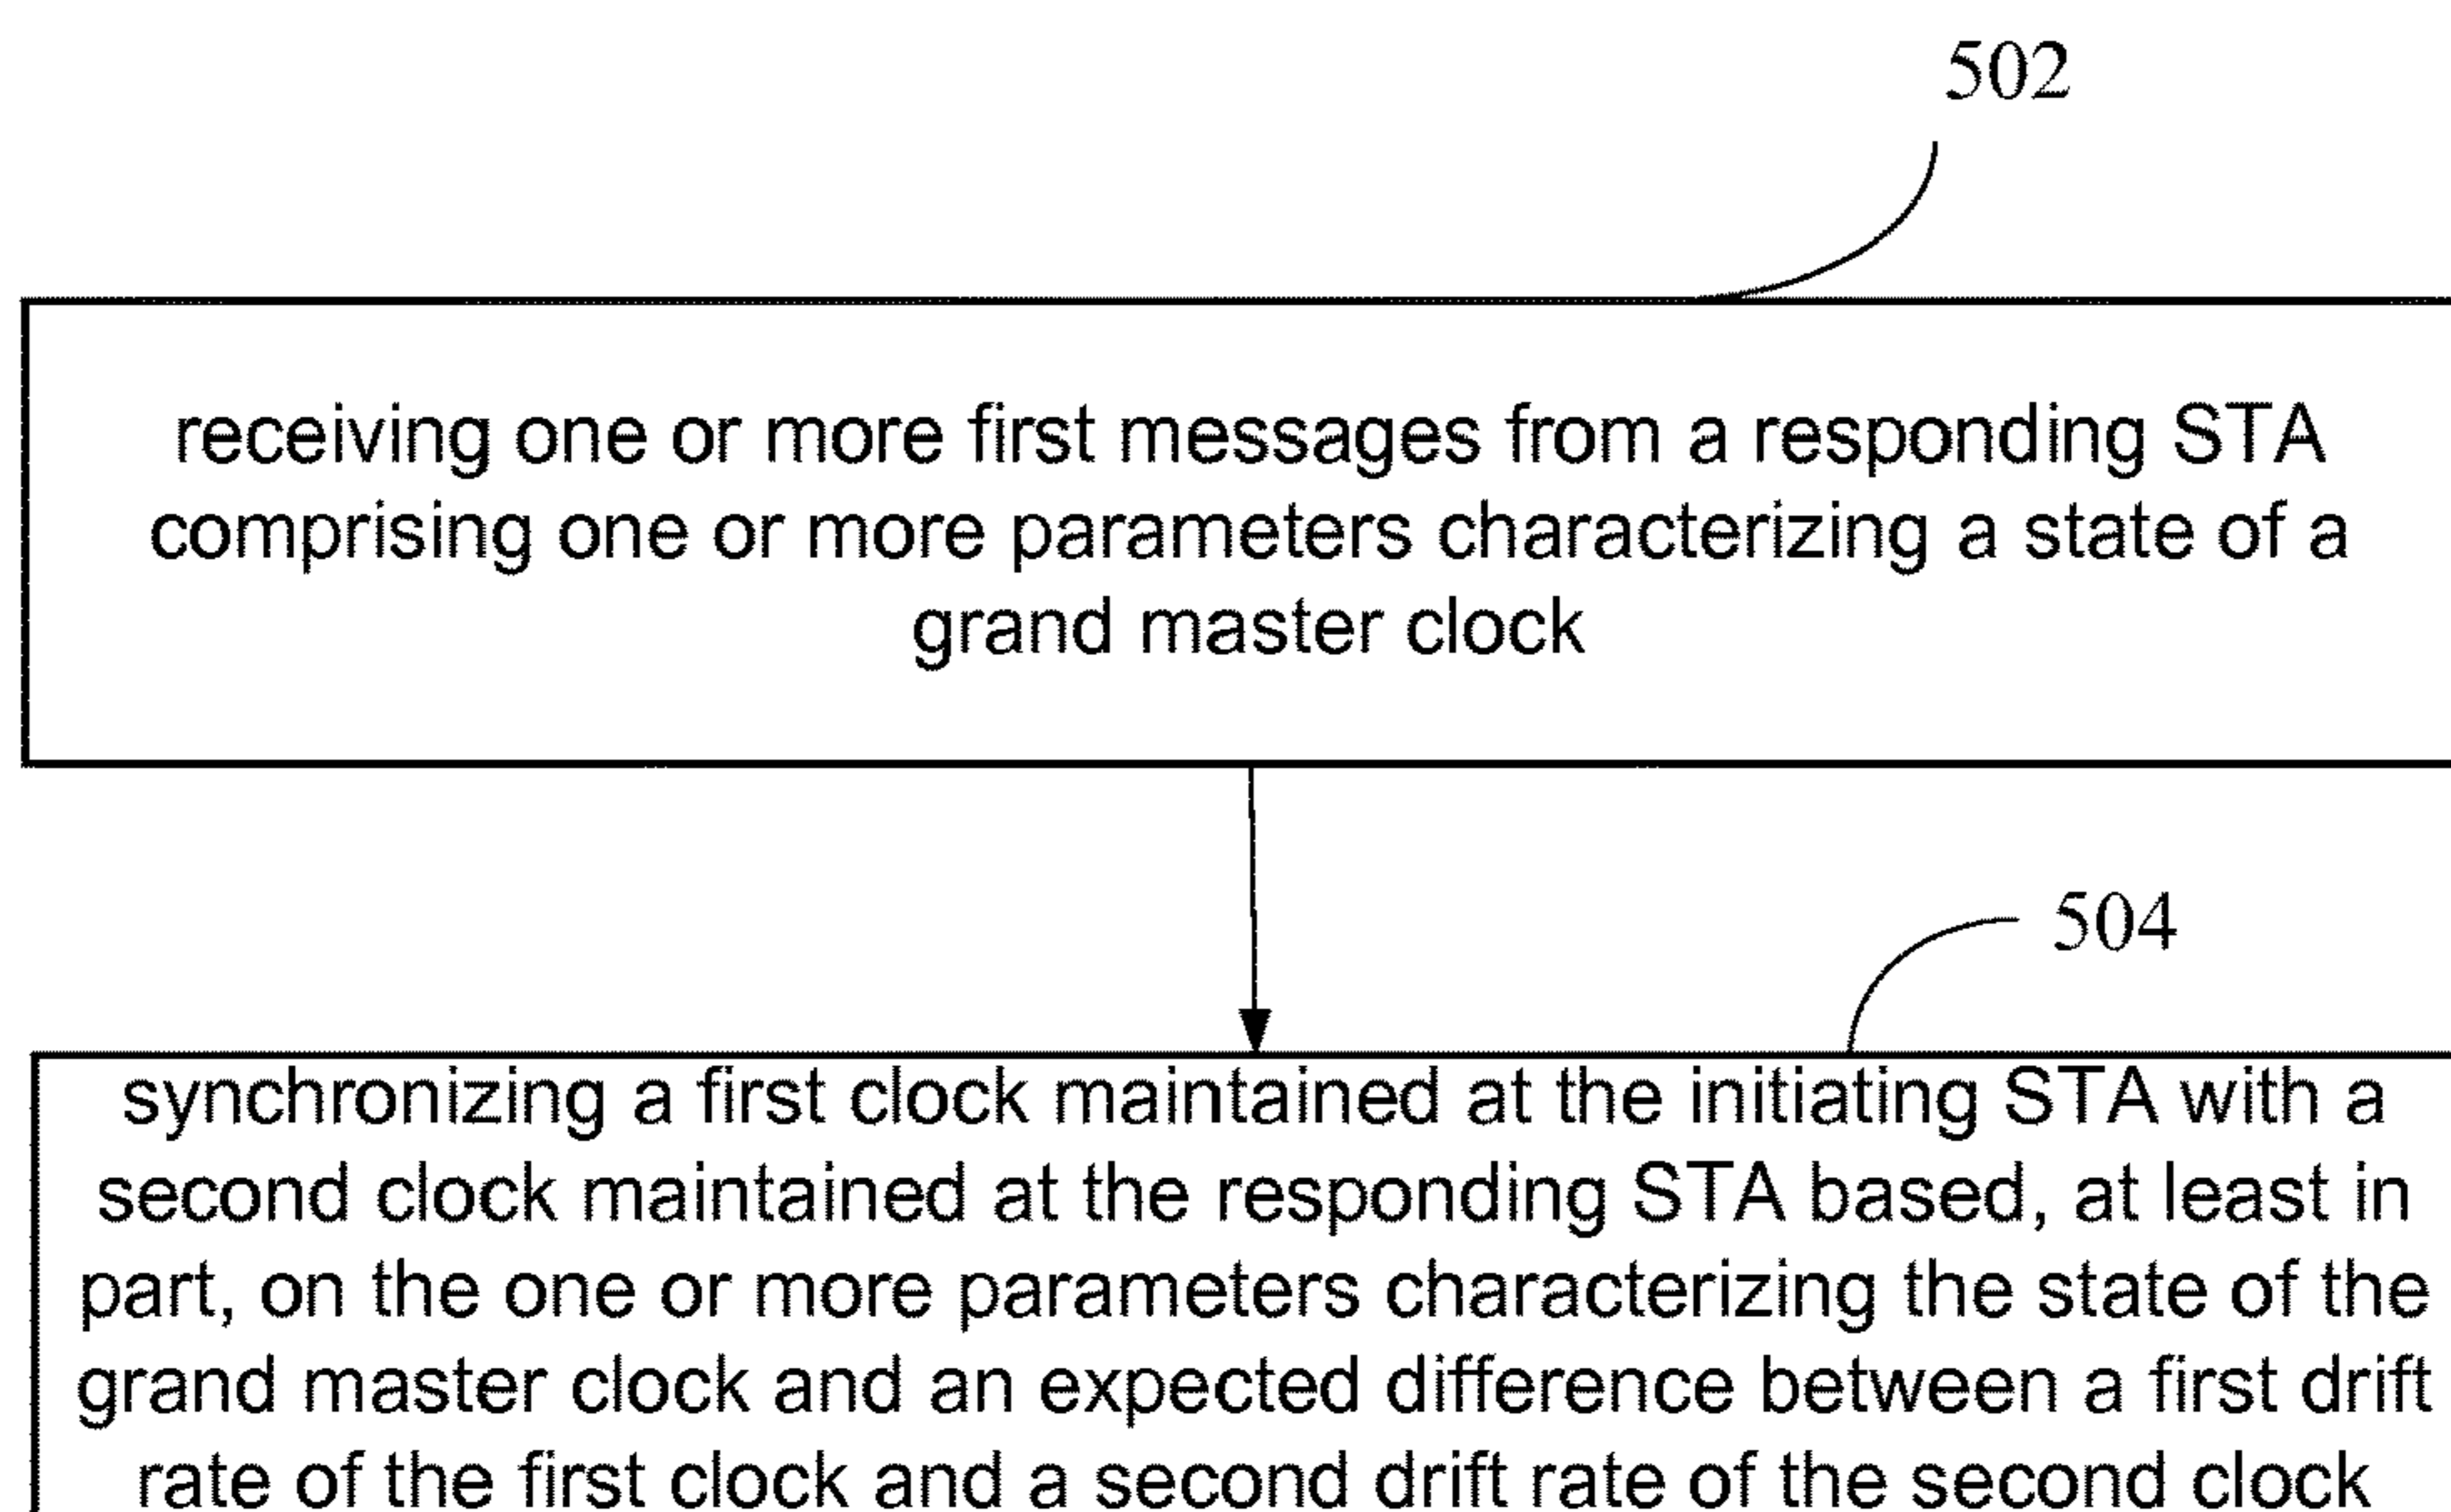 502
receiving one or more first messages from a responding STA
comprising one or more parameters characterizing a state of a
grand master clock
504
synchronizing a first clock maintained at the initiating STA with a
second clock maintained at the responding STA based, at least in
part, on the one or more parameters characterizing the state of the
grand master clock and an expected difference between a first drift
rate of the first clock and a second drift rate of the second clock